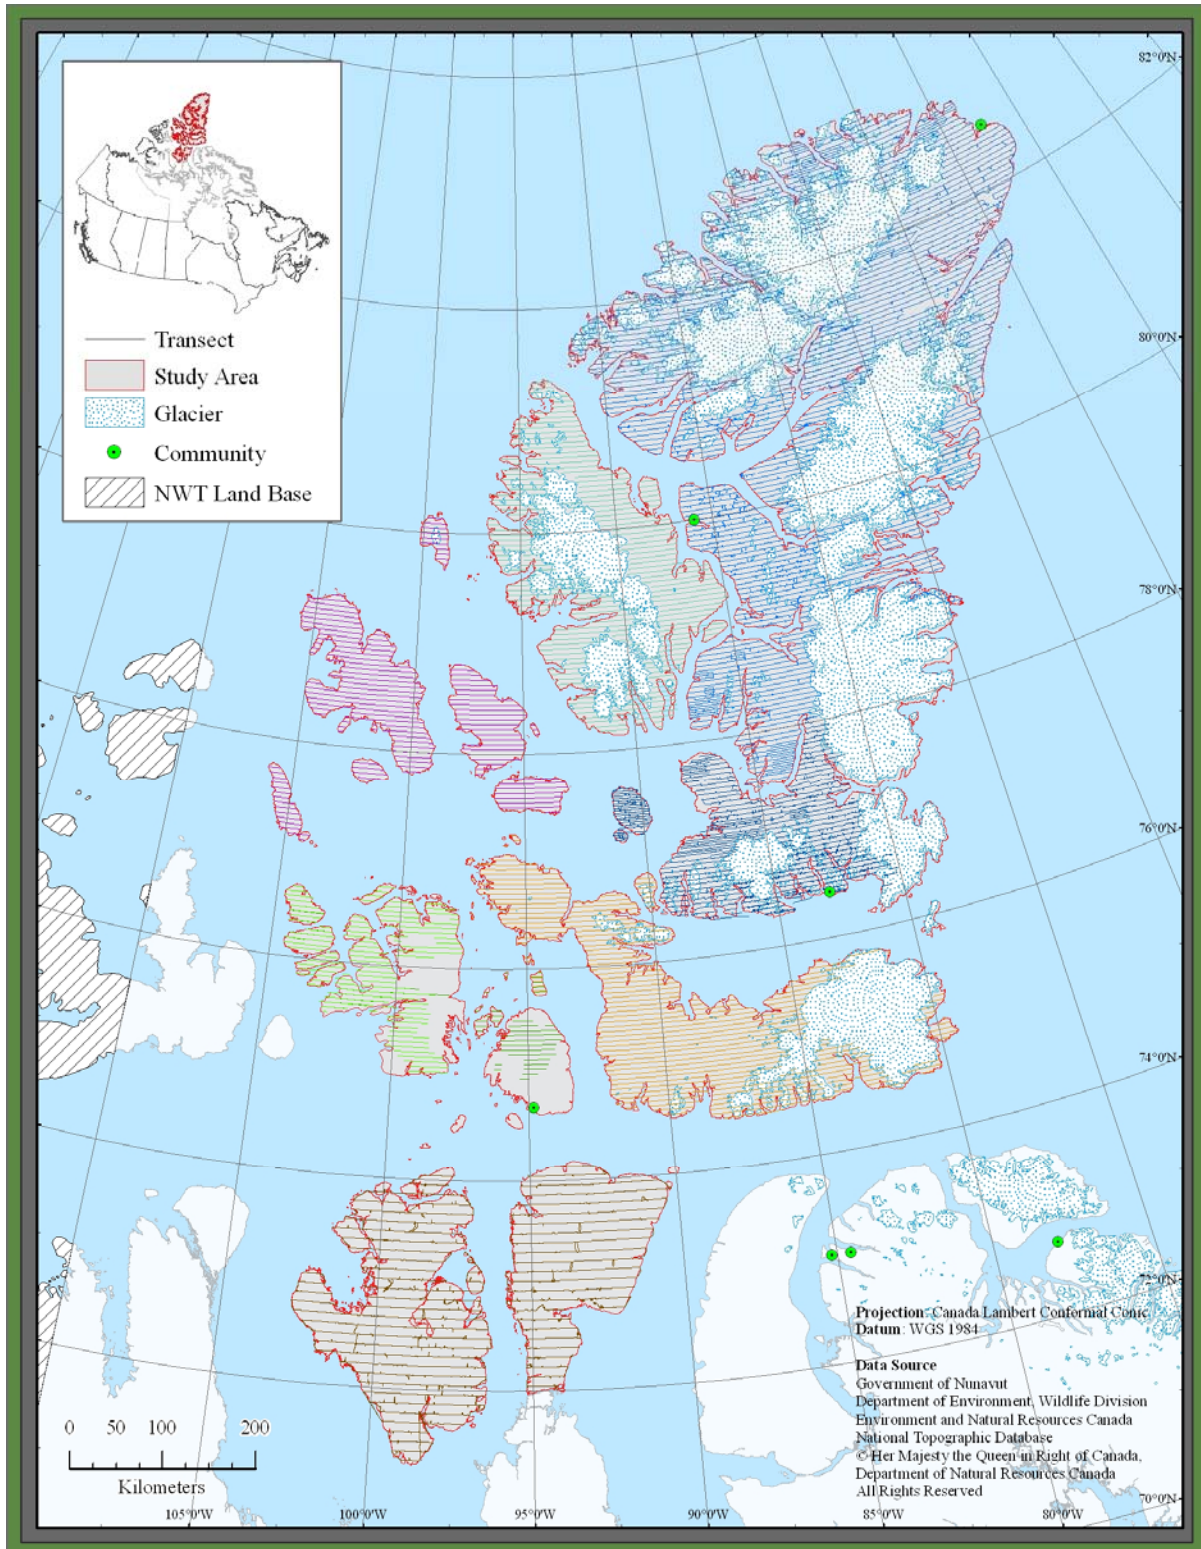 82°0'N
Transect
80°0'N
Study Area
Glacier
Community
NWT Land Base
78°0'N
76°0'N
74°0'N
72°0'N
Projection: Canada Lambert Conformal Conic
Datum: WGS 1984
Data Source
Government of Nunavut
Department of Environment, Wildlife Division
Environment and Natural Resources Canada
National Topographic Database
© Her Majesty the Queen in Right of Canada,
Department of Natural Resources Canada
All Rights Reserved
0 50 100 200
Kilometers
70°0'N
105°0'W 100°0'W 95°0'W 90°0'W 85°0'W 80°0'W